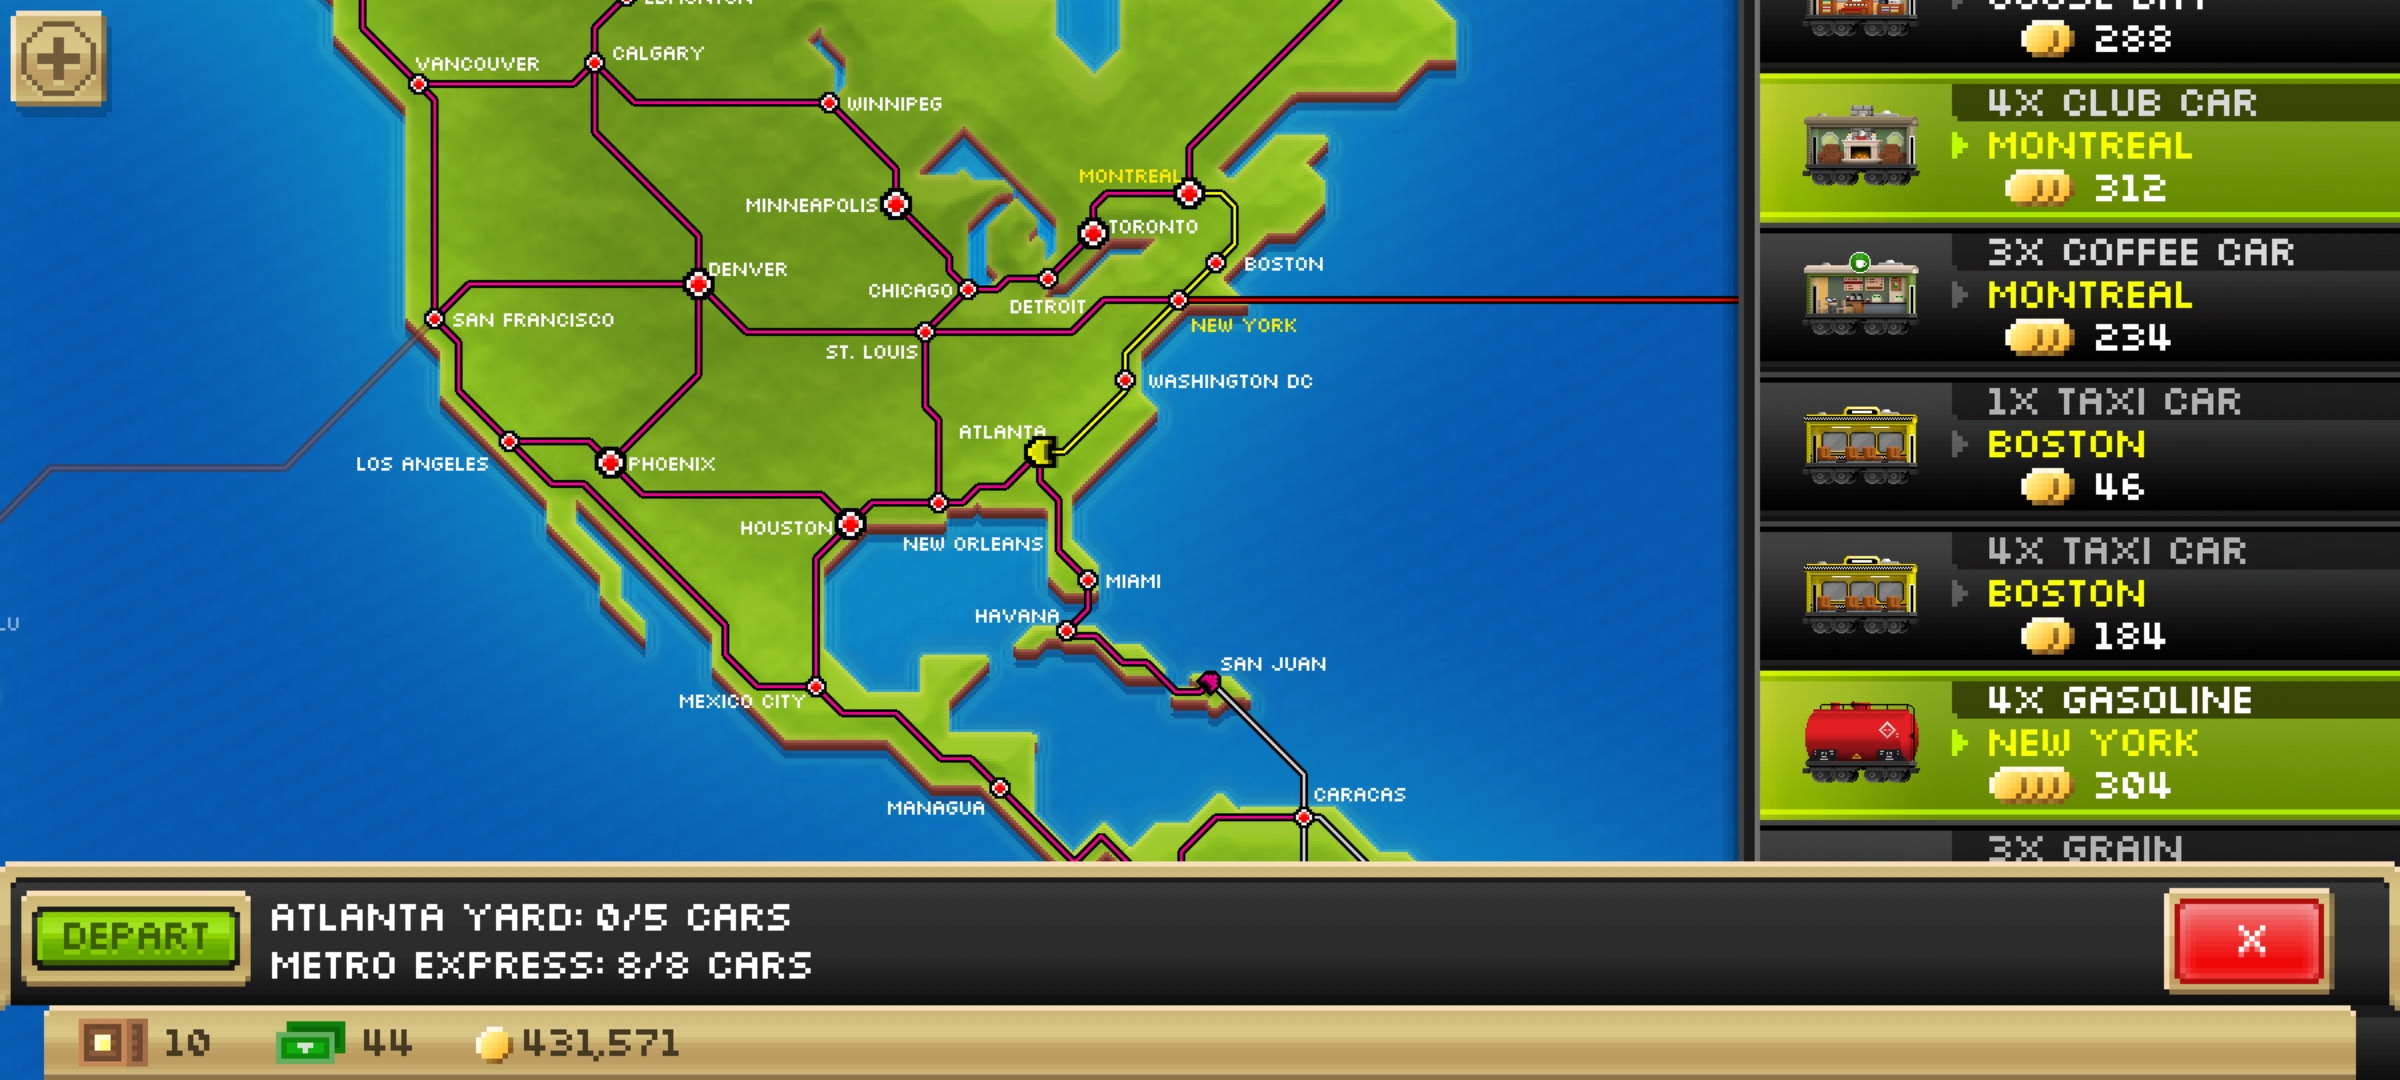 EDMONTON
CALGARY
VANCOUVER
WINNIPEG
MONTREAL
MINNEAPOLIS
TORONTO
BOSTON
DENVER
CHICAGO
DETROIT
NEW YORK
SAN FRANCISCO
ST. LOUIS
WASHINGTON DC
ATLANTA
LOS ANGELES
PHOENIX
HOUSTON
NEW ORLEANS
MIAMI
HAVANA
LU
SAN JUAN
MEXICO CITY
CARACAS
MANAGUA
GOOSE BAY
288
4X CLUB CAR
MONTREAL
312
3X COFFEE CAR
MONTREAL
234
1X TAXI CAR
BOSTON
46
4X TAXI CAR
BOSTON
184
4X GASOLINE
NEW YORK
304
3X GRAIN
DEPART
ATLANTA YARD: 0/5 CARS
METRO EXPRESS: 8/8 CARS
X
10
44
431,571